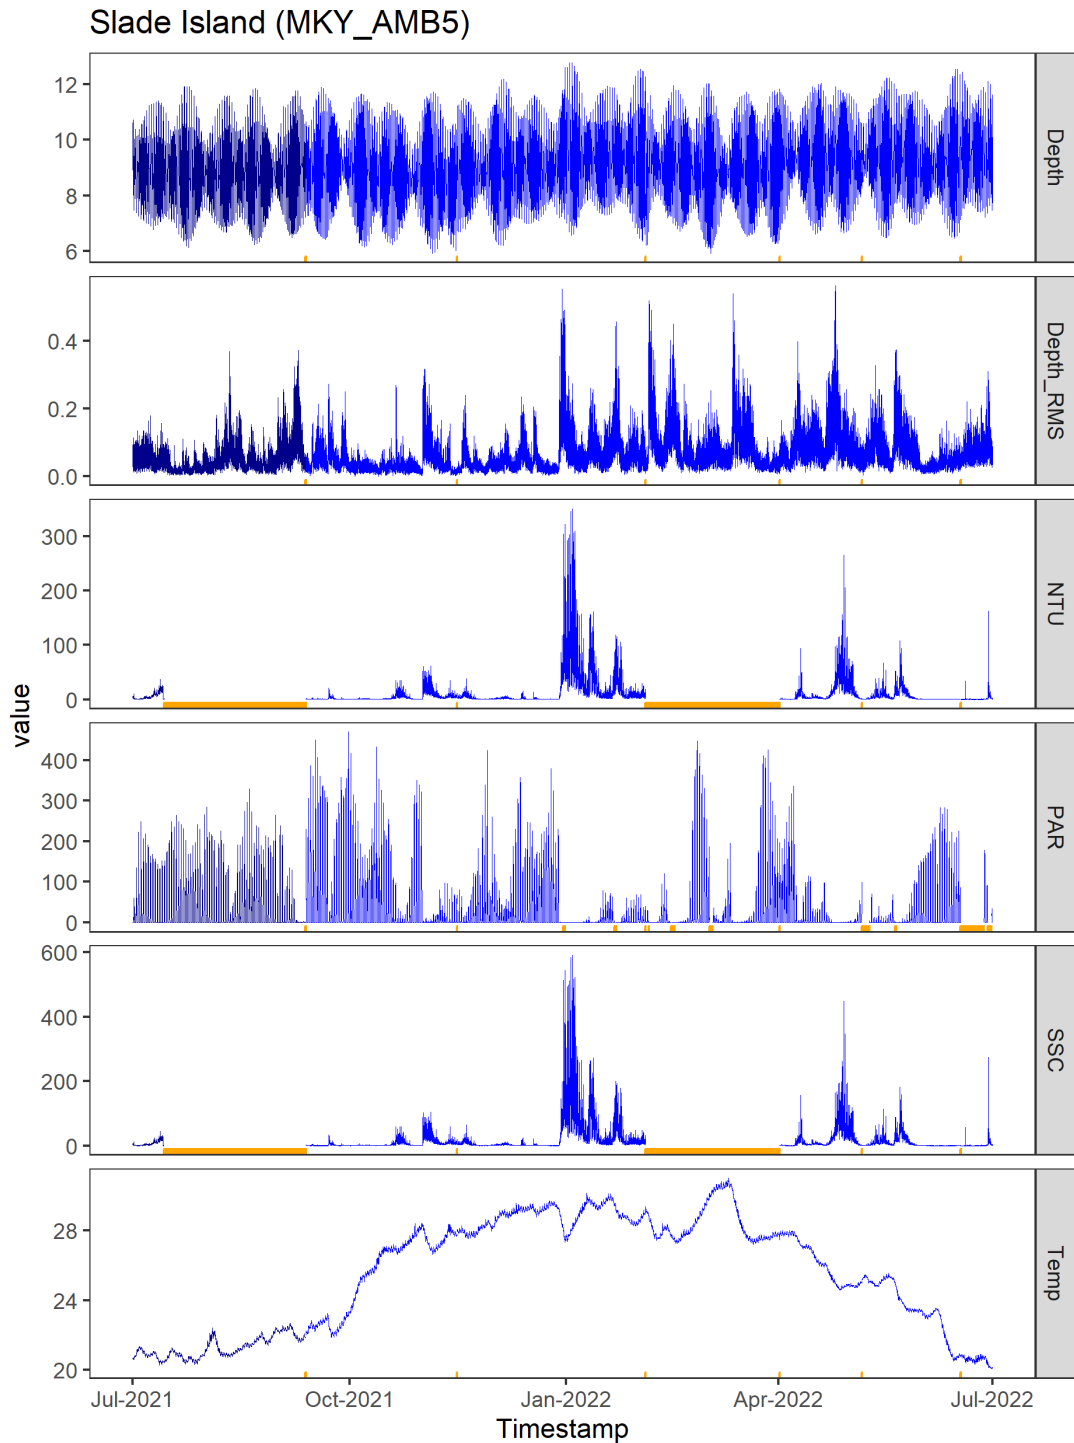 Slade Island (MKY_AMB5)
12
10
8
6
Depth
0.4
0.2
0.0
Depth_RMS
300
200
100
0
NTU
value
400
300
200
100
0
PAR
600
400
200
0
SSC
28
24
20
Temp
Jul-2021 Oct-2021 Jan-2022 Apr-2022 Jul-2022
Timestamp